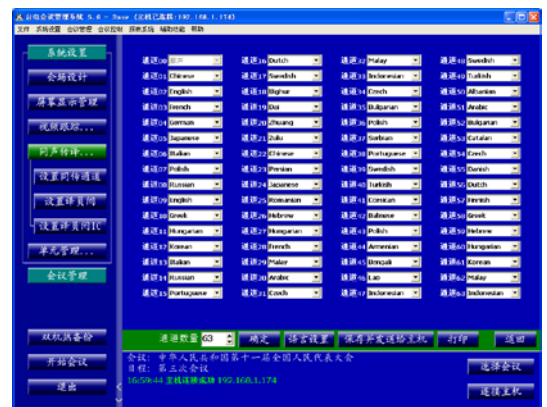 台电会议管理系统 5.0 - Dave (主机已连接:192.168.1.174)
文件 系统设置 会议管理 会议控制 报表系统 辅助功能 帮助
系统设置
会场设计
屏幕显示管理
视频跟踪...
同声传译...
设置同传通道
设置译员间
设置译员间IC
单元管理...
会议管理
双机热备份
开始会议
退出
通道00 原声 通道16 Dutch 通道32 Malay 通道48 Swedish
通道01 Chinese 通道17 Swedish 通道33 Indonesian 通道49 Turkish
通道02 English 通道18 Uighur 通道34 Czech 通道50 Albanian
通道03 French 通道19 Dai 通道35 Bulgarian 通道51 Arabic
通道04 German 通道20 Zhuang 通道36 Polish 通道52 Bulgarian
通道05 Japanese 通道21 Zulu 通道37 Serbian 通道53 Catalan
通道06 Italian 通道22 Chinese 通道38 Portuguese 通道54 Czech
通道07 Polish 通道23 Persian 通道39 Swedish 通道55 Danish
通道08 Russian 通道24 Japanese 通道40 Turkish 通道56 Dutch
通道09 English 通道25 Romanian 通道41 Corsican 通道57 Finnish
通道10 Greek 通道26 Hebrew 通道42 Balinese 通道58 Greek
通道11 Hungarian 通道27 Hungarian 通道43 Polish 通道59 Hebrew
通道12 Korean 通道28 French 通道44 Armenian 通道60 Hungarian
通道13 Italian 通道29 Malay 通道45 Bengali 通道61 Korean
通道14 Russian 通道30 Arabic 通道46 Lao 通道62 Malay
通道15 Portuguese 通道31 Czech 通道47 Indonesian 通道63 Indonesian
通道数量 63 确定 语言设置 保存并发送给主机 打印 返回
会议: 中华人民共和国第十一届全国人民代表大会
日程: 第三次会议
16:59:44 主机连接成功 192.168.1.174
选择会议
连接主机